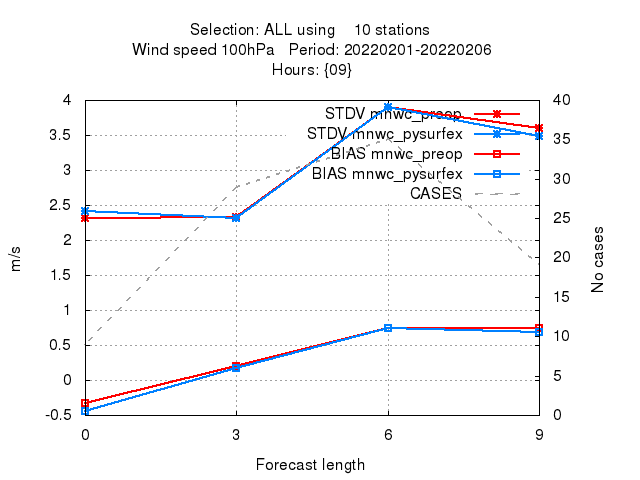 Selection: ALL using 10 stations
Wind speed 100hPa Period: 20220201-20220206
Hours: {09}
4
3.5
3
2.5
2
1.5
1
0.5
0
-0.5
m/s
STDV mnwc_preop
STDV mnwc_pysurfex
BIAS mnwc_preop
BIAS mnwc_pysurfex
CASES
40
35
30
25
20
15
10
5
0
No cases
0 3 6 9
Forecast length